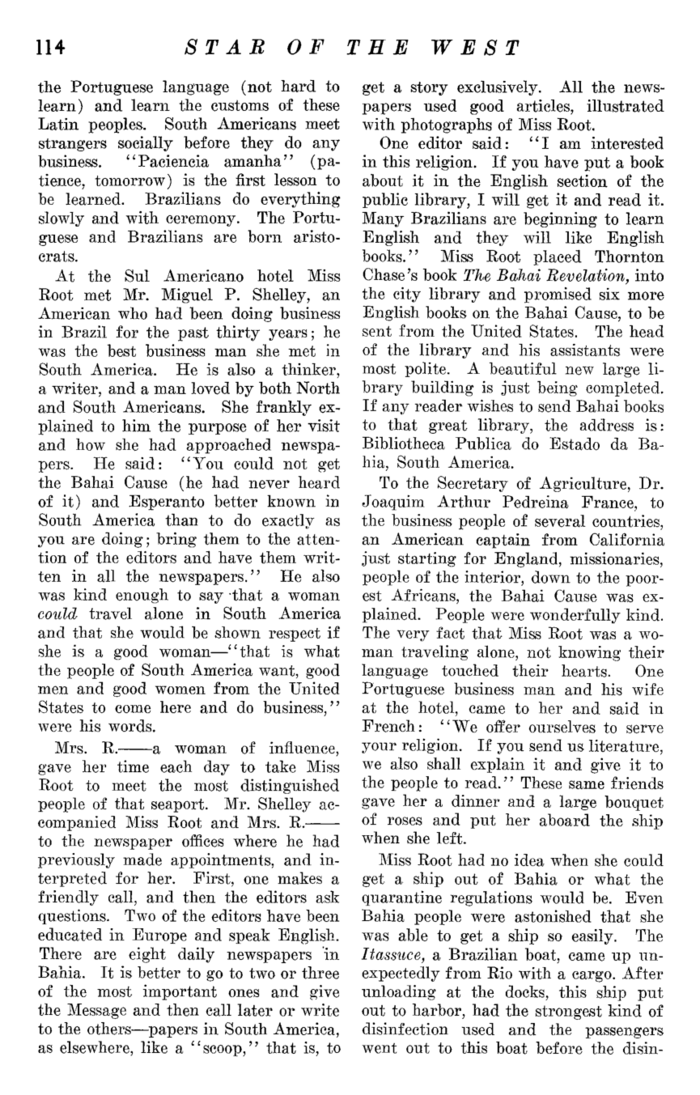 114 STAR OF THE WEST
the Portuguese language (not hard to
learn) and learn the customs of these
Latin peoples. South Americans meet
strangers socially before they do any
business. ‘‘Paciencia amanha’’ (pa-
tience, tomorrow) is the first lesson to
be learned. Brazilians do everything
slowly and with ceremony. The Portu-
guese and Brazilians are born aristo-
crats.
At the Sul Americano hotel Miss
Root met Mr. Miguel P. Shelley, an
American who had been doing business
in Brazil for the past thirty years; he
was the best business man she met in
South America. He is also a thinker,
a writer, and a man loved by both North
and South Americans. She frankly ex-
plained to him the purpose of her visit
and how she had approached newspa-
pers. He said: ‘‘You could not get
the Bahai Cause (he had never heard
of it) and Esperanto better known in
South America than to do exactly as
you are doing; bring them to the atten-
tion of the editors and have them writ-
ten in all the newspapers.’’ He also
was kind enough to say that a woman
could travel alone in South America
and that she would be shown respect if
she is a good woman—‘‘that is what
the people of South America want, good
men and good women from the United
States to come here and do business,’’
were his words.
Mrs. R.——a woman of influence,
gave her time each day to take Miss
Root to meet the most distinguished
people of that seaport. Mr. Shelley ac-
companied Miss Root and Mrs. R.——
to the newspaper offices where he had
previously made appointments, and in-
terpreted for her. First, one makes a
friendly call, and then the editors ask
questions. Two of the editors have been
educated in Europe and speak English.
There are eight daily newspapers in
Bahia. It is better to go to two or three
of the most important ones and give
the Message and then call later or write
to the others—papers in South America,
as elsewhere, like a ‘‘scoop,’’ that is, to
get a story exclusively. All the news-
papers used good articles, illustrated
with photographs of Miss Root.
One editor said: ‘‘I am interested
in this religion. If you have put a book
about it in the English section of the
public library, I will get it and read it.
Many Brazilians are beginning to learn
English and they will like English
books.’’ Miss Root placed Thornton
Chase's book The Bahai Revelation, into
the city library and promised six more
English books on the Bahai Cause, to be
sent from the United States. The head
of the library and his assistants were
most polite. A beautiful new large li-
brary building is just being completed.
If any reader wishes to send Bahai books
to that great library, the address is:
Bibliotheca Publica do Estado da Ba-
hia, South America.
To the Secretary of Agriculture, Dr.
Joaquim Arthur Pedreina France, to
the business people of several countries,
an American captain from California
just starting for England, missionaries,
people of the interior, down to the poor-
est Africans, the Bahai Cause was ex-
plained. People were wonderfully kind.
The very fact that Miss Root was a wo-
man traveling alone, not knowing their
language touched their hearts. One
Portuguese business man and his wife
at the hotel, came to her and said in
French: ‘‘We offer ourselves to serve
your religion. If you send us literature,
we also shall explain it and give it to
the people to read.’’ These same friends
gave her a dinner and a large bouquet
of roses and put her aboard the ship
when she left.
Miss Root had no idea when she could
get a ship out of Bahia or what the
quarantine regulations would be. Even
Bahia people were astonished that she
was able to get a ship so easily. The
Itassuce, a Brazilian boat, came up un-
expectedly from Rio with a cargo. After
unloading at the docks, this ship put
out to harbor, had the strongest kind of
disinfection used and the passengers
went out to this boat before the disin-